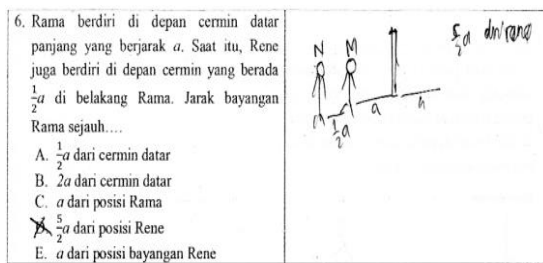 6. Rama berdiri di depan cermin datar
panjang yang berjarak a. Saat itu, Rene
juga berdiri di depan cermin yang berada
1/2 a di belakang Rama. Jarak bayangan
Rama sejauh....
A. 1/2 a dari cermin datar
B. 2a dari cermin datar
C. a dari posisi Rama
D. 5/2 a dari posisi Rene
E. a dari posisi bayangan Rene
N M
1/2 a
a
5/2 a